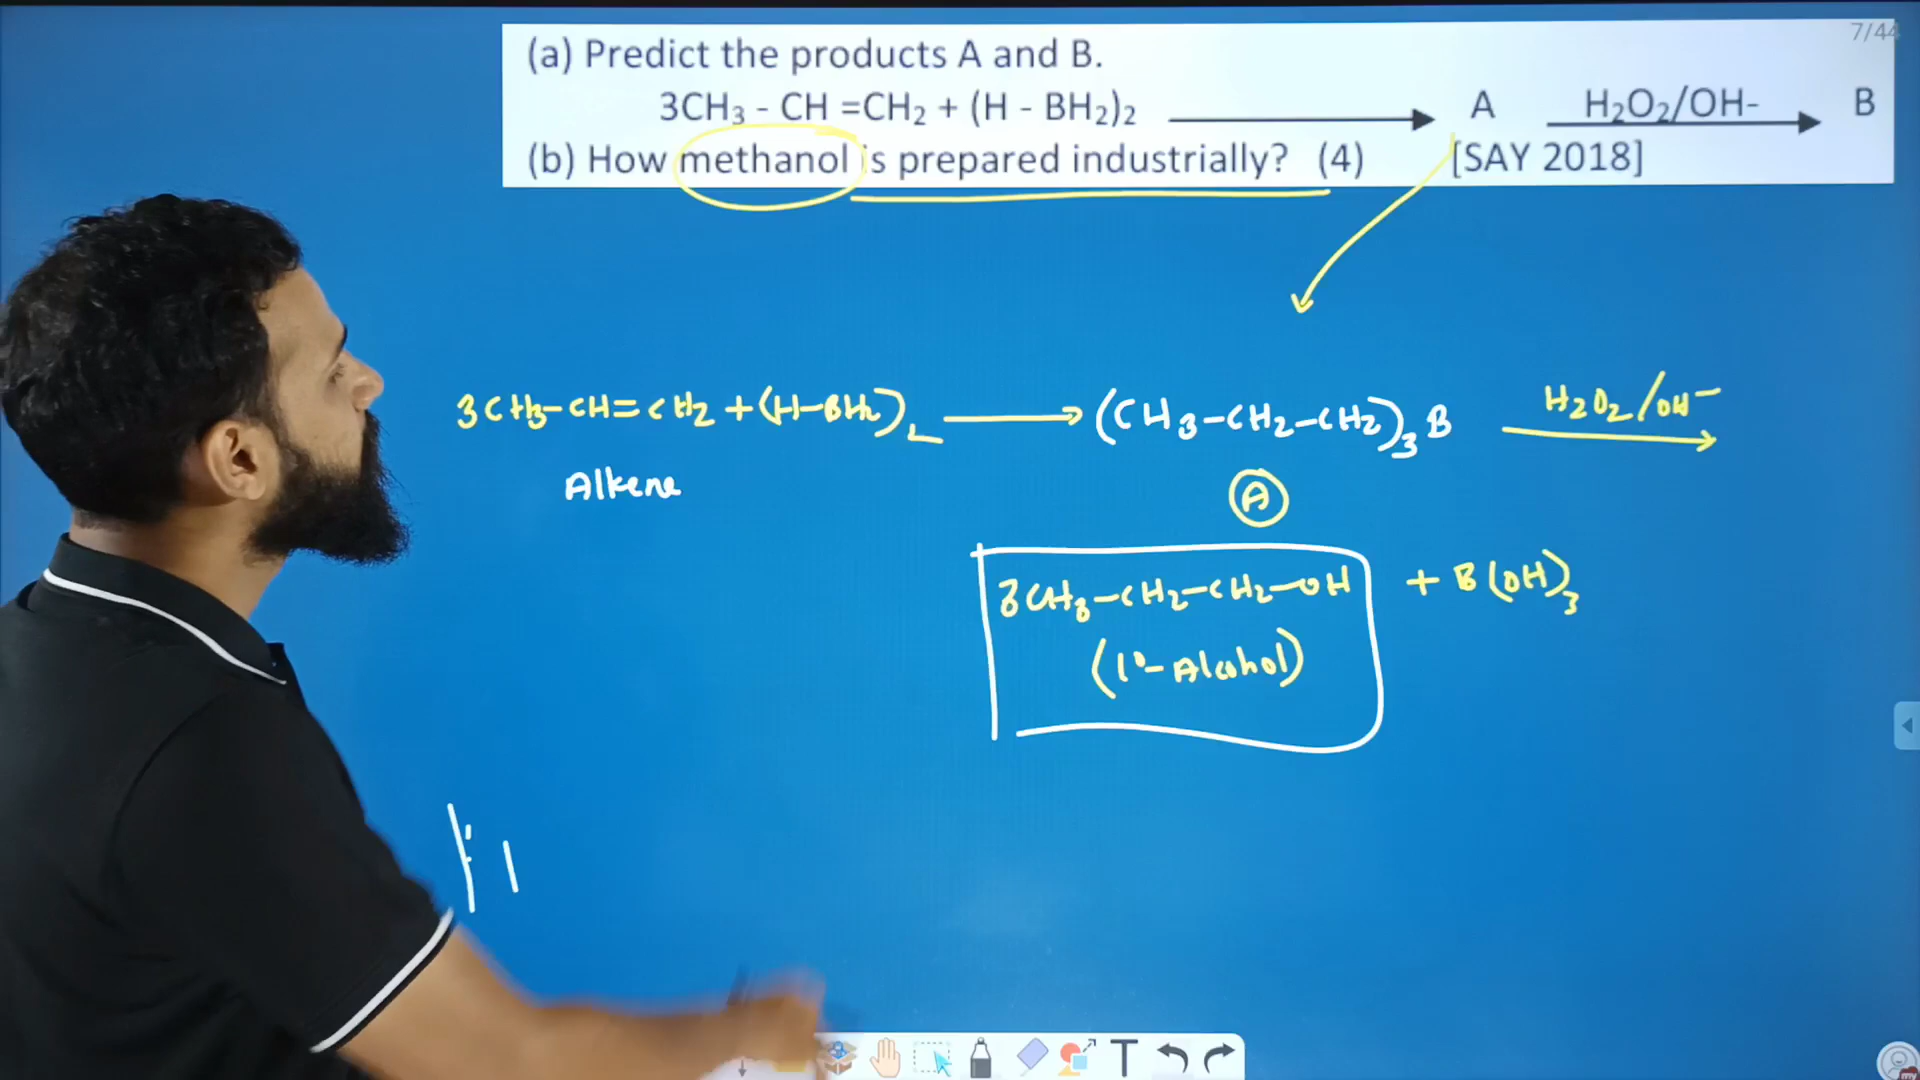 7/44
(a) Predict the products A and B.
3CH₃ - CH =CH₂ + (H - BH₂)₂ A H₂O₂/OH- B
(b) How methanol is prepared industrially? (4) [SAY 2018]
3CH3-CH=CH2 + (H-BH2)2 (CH3-CH2-CH2)3B H2O2/OH-
Alkene
A
3CH3-CH2-CH2-OH + B(OH)3
(1°-Alcohol)
T